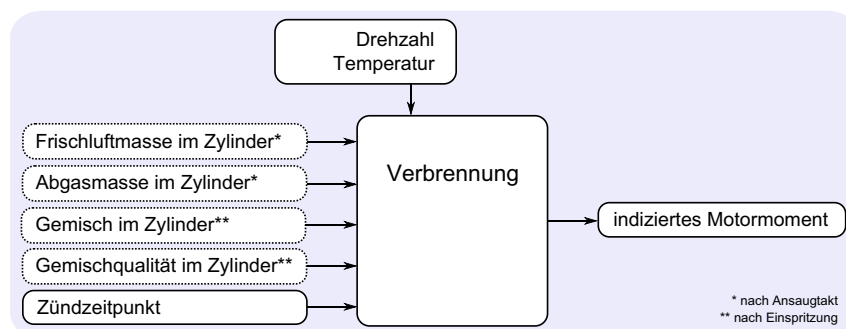 Drehzahl
Temperatur
Frischluftmasse im Zylinder*
Abgasmasse im Zylinder*
Gemisch im Zylinder**
Gemischqualität im Zylinder**
Zündzeitpunkt
Verbrennung
indiziertes Motormoment
* nach Ansaugtakt
** nach Einspritzung